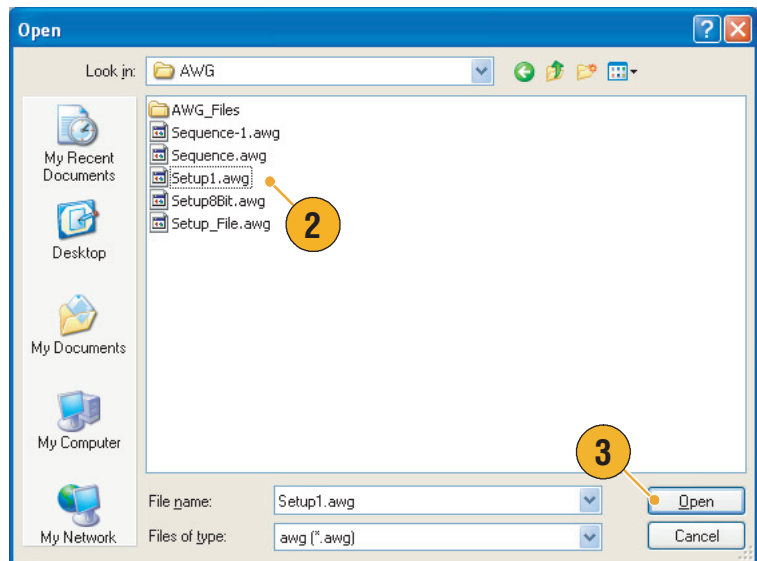 Open
Look in: AWG
My Recent
Documents
Desktop
My Documents
My Computer
My Network
AWG_Files
Sequence-1.awg
Sequence.awg
Setup1.awg
Setup8Bit.awg
Setup_File.awg
2
3
File name: Setup1.awg Open
Files of type: awg (*.awg) Cancel